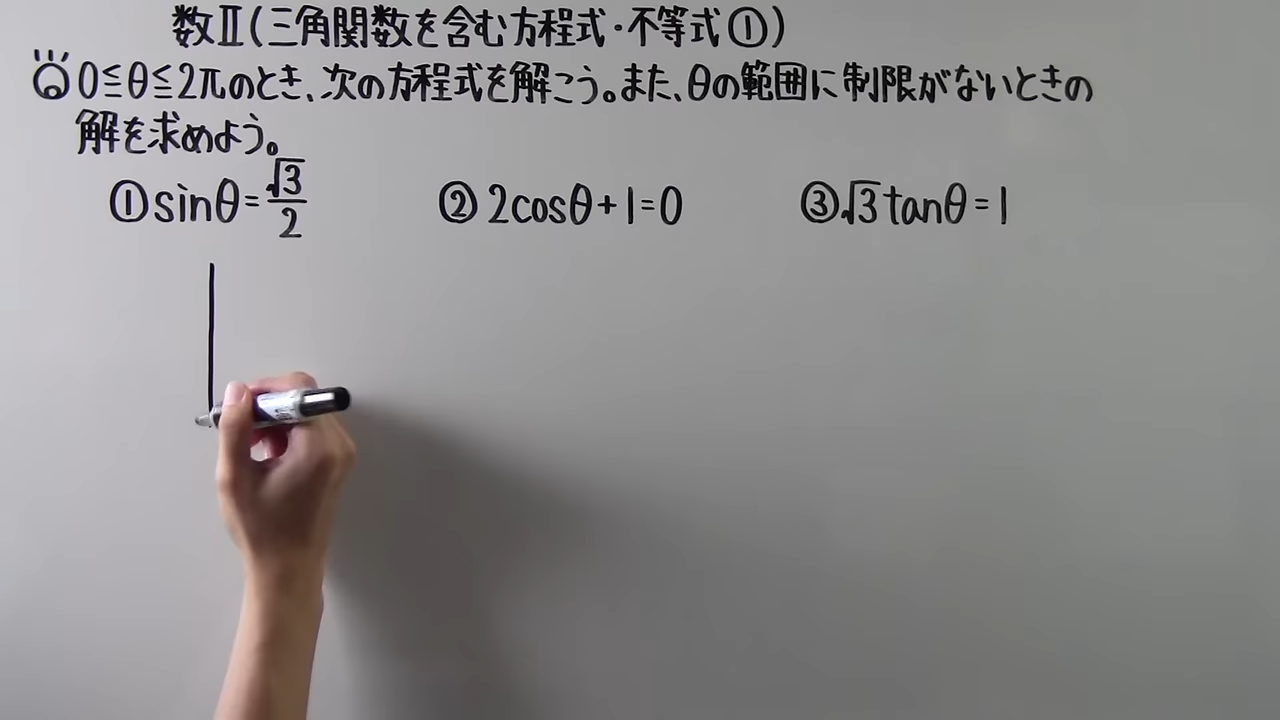 数Ⅱ(三角関数を含む方程式・不等式①)
0≦θ≦2πのとき、次の方程式を解こう。また、θの範囲に制限がないときの
解を求めよう。
①sinθ=√3/2 ②2cosθ+1=0 ③√3tanθ=1